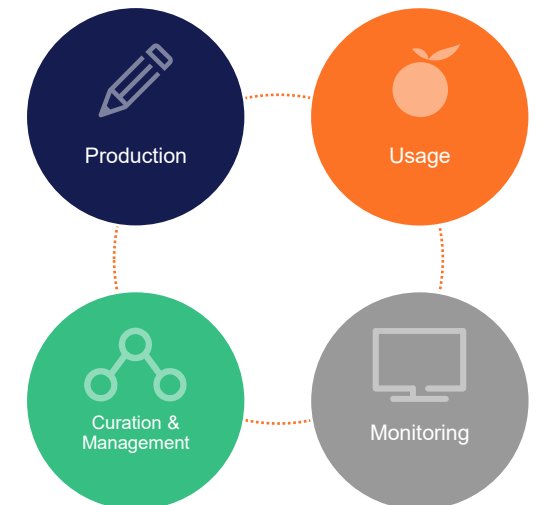 Production
Usage
Curation &
Management
Monitoring